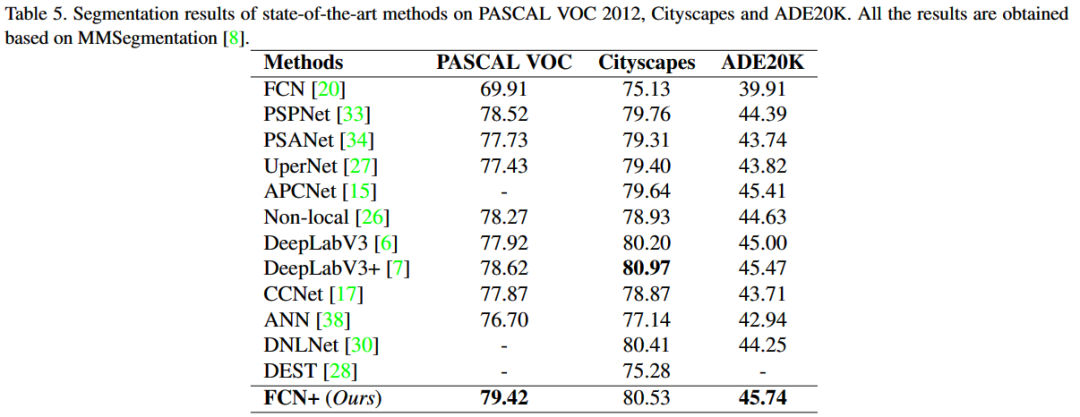 Table 5. Segmentation results of state-of-the-art methods on PASCAL VOC 2012, Cityscapes and ADE20K. All the results are obtained
based on MMSegmentation [8].
Methods PASCAL VOC Cityscapes ADE20K
FCN [20] 69.91 75.13 39.91
PSPNet [33] 78.52 79.76 44.39
PSANet [34] 77.73 79.31 43.74
UperNet [27] 77.43 79.40 43.82
APCNet [15] - 79.64 45.41
Non-local [26] 78.27 78.93 44.63
DeepLabV3 [6] 77.92 80.20 45.00
DeepLabV3+ [7] 78.62 80.97 45.47
CCNet [17] 77.87 78.87 43.71
ANN [38] 76.70 77.14 42.94
DNLNet [30] - 80.41 44.25
DEST [28] - 75.28 -
FCN+ (Ours) 79.42 80.53 45.74